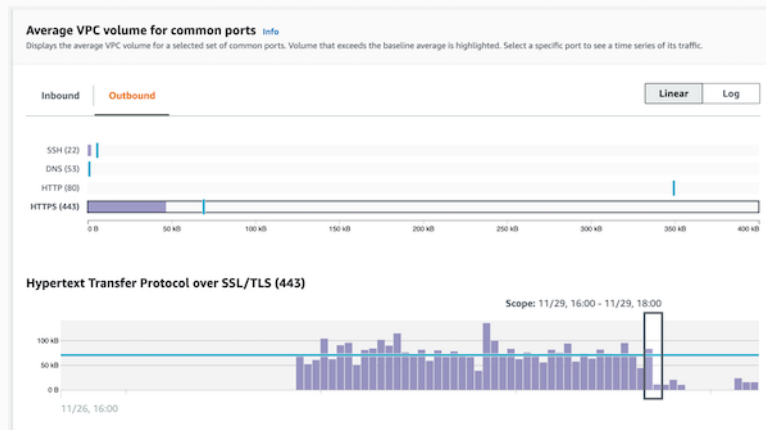 Average VPC volume for common ports Info
Displays the average VPC volume for a selected set of common ports. Volume that exceeds the baseline average is highlighted. Select a specific port to see a time series of its traffic.
Inbound Outbound Linear Log
SSH (22)
DNS (53)
HTTP (80)
HTTPS (443)
0 B 50 kB 100 kB 150 kB 200 kB 250 kB 300 kB 350 kB 400 kB
Hypertext Transfer Protocol over SSL/TLS (443)
Scope: 11/29, 16:00 - 11/29, 18:00
100 kB
50 kB
0 B
11/26, 16:00